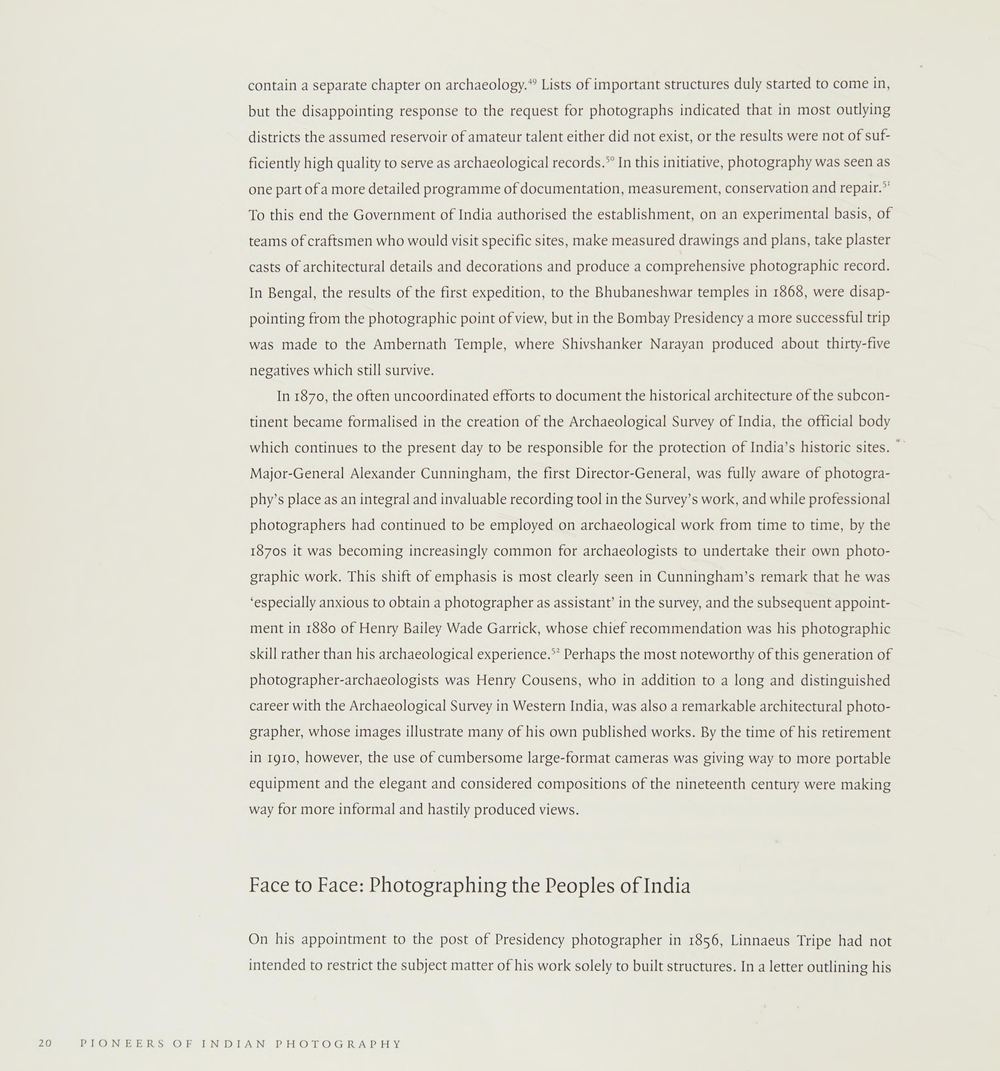 contain a separate chapter on archaeology.⁴⁹ Lists of important structures duly started to come in,
but the disappointing response to the request for photographs indicated that in most outlying
districts the assumed reservoir of amateur talent either did not exist, or the results were not of suf-
ficiently high quality to serve as archaeological records.⁵⁰ In this initiative, photography was seen as
one part of a more detailed programme of documentation, measurement, conservation and repair.⁵¹
To this end the Government of India authorised the establishment, on an experimental basis, of
teams of craftsmen who would visit specific sites, make measured drawings and plans, take plaster
casts of architectural details and decorations and produce a comprehensive photographic record.
In Bengal, the results of the first expedition, to the Bhubaneshwar temples in 1868, were disap-
pointing from the photographic point of view, but in the Bombay Presidency a more successful trip
was made to the Ambernath Temple, where Shivshanker Narayan produced about thirty-five
negatives which still survive.
In 1870, the often uncoordinated efforts to document the historical architecture of the subcon-
tinent became formalised in the creation of the Archaeological Survey of India, the official body
which continues to the present day to be responsible for the protection of India's historic sites.
Major-General Alexander Cunningham, the first Director-General, was fully aware of photogra-
phy's place as an integral and invaluable recording tool in the Survey's work, and while professional
photographers had continued to be employed on archaeological work from time to time, by the
1870s it was becoming increasingly common for archaeologists to undertake their own photo-
graphic work. This shift of emphasis is most clearly seen in Cunningham's remark that he was
‘especially anxious to obtain a photographer as assistant’ in the survey, and the subsequent appoint-
ment in 1880 of Henry Bailey Wade Garrick, whose chief recommendation was his photographic
skill rather than his archaeological experience.⁵² Perhaps the most noteworthy of this generation of
photographer-archaeologists was Henry Cousens, who in addition to a long and distinguished
career with the Archaeological Survey in Western India, was also a remarkable architectural photo-
grapher, whose images illustrate many of his own published works. By the time of his retirement
in 1910, however, the use of cumbersome large-format cameras was giving way to more portable
equipment and the elegant and considered compositions of the nineteenth century were making
way for more informal and hastily produced views.
Face to Face: Photographing the Peoples of India
On his appointment to the post of Presidency photographer in 1856, Linnaeus Tripe had not
intended to restrict the subject matter of his work solely to built structures. In a letter outlining his
20 PIONEERS OF INDIAN PHOTOGRAPHY